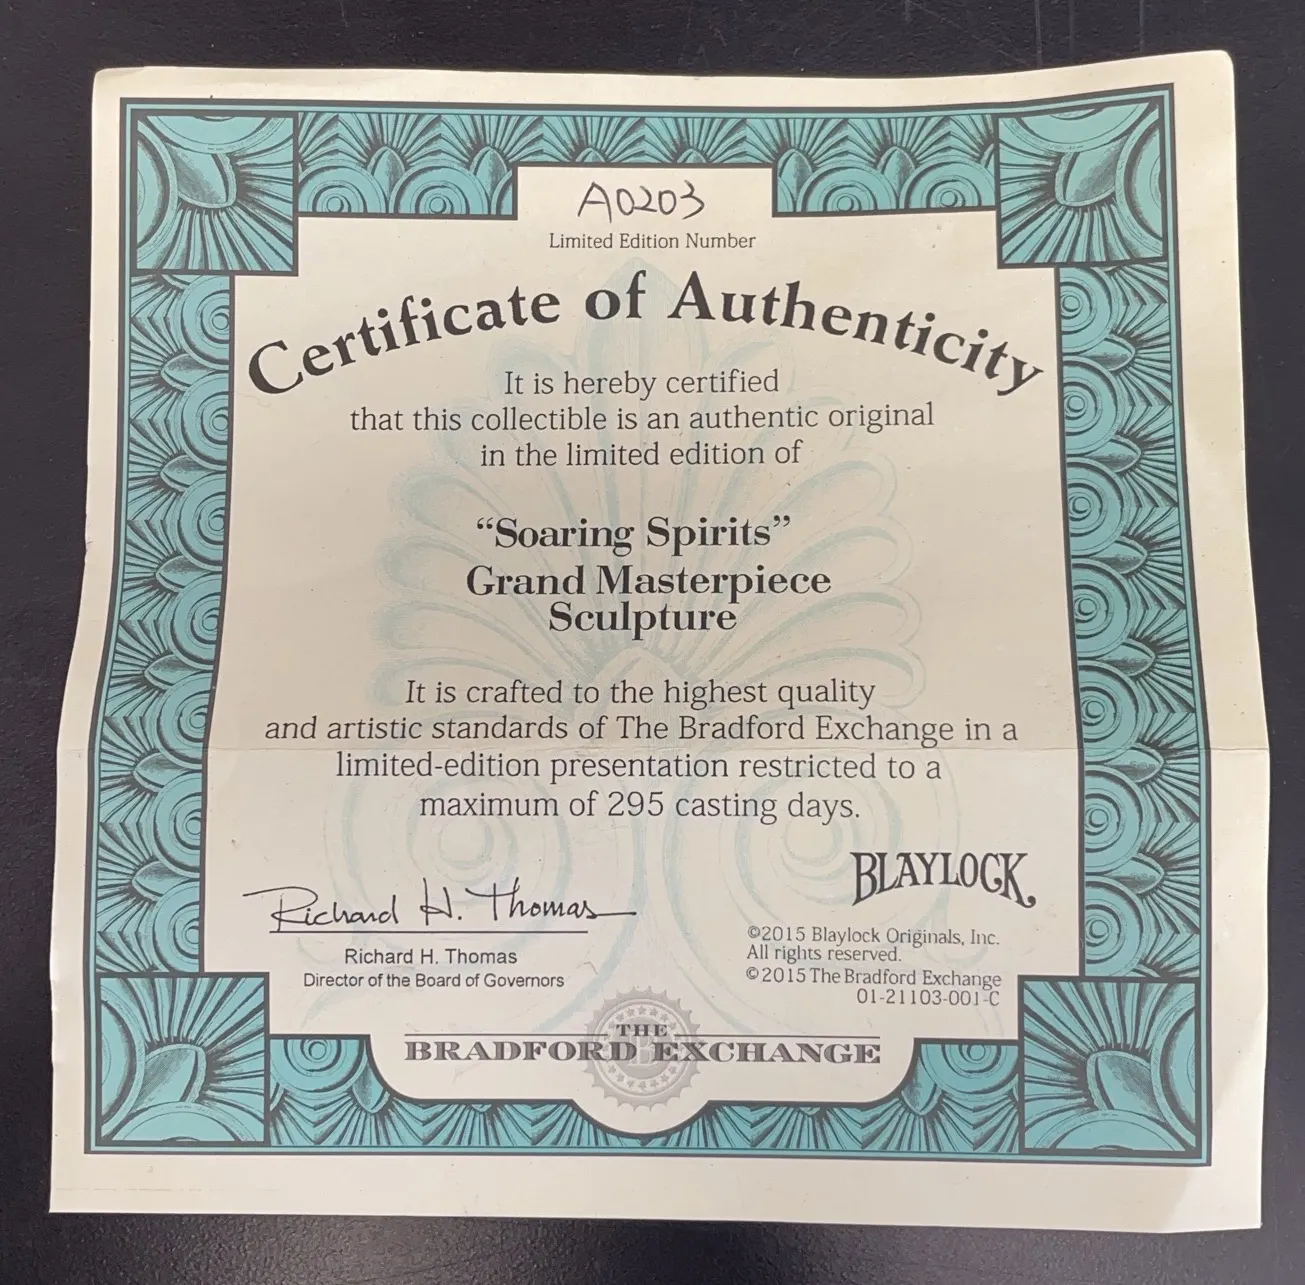 A0203
Limited Edition Number
Certificate of Authenticity
It is hereby certified
that this collectible is an authentic original
in the limited edition of
“Soaring Spirits”
Grand Masterpiece
Sculpture
It is crafted to the highest quality
and artistic standards of The Bradford Exchange in a
limited-edition presentation restricted to a
maximum of 295 casting days.
BLAYLOCK
Richard H. Thomas
Richard H. Thomas
Director of the Board of Governors
©2015 Blaylock Originals, Inc.
All rights reserved.
©2015 The Bradford Exchange
01-21103-001-C
THE
BRADFORD EXCHANGE